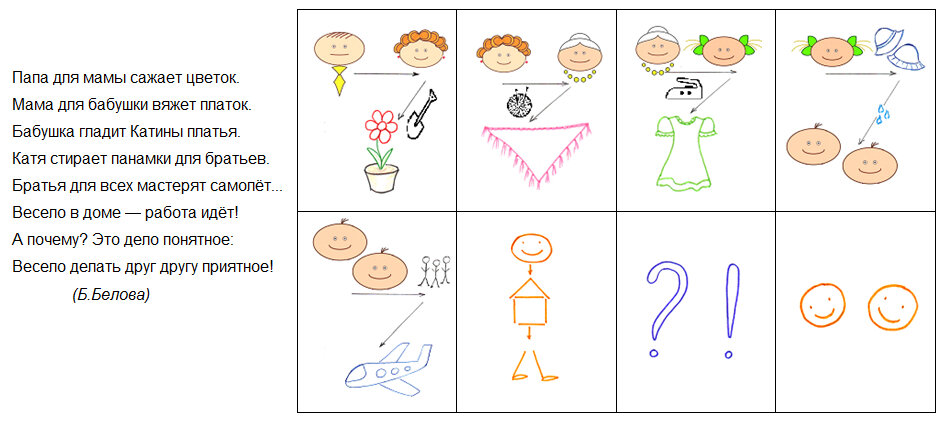 Папа для мамы сажает цветок.
Мама для бабушки вяжет платок.
Бабушка гладит Катины платья.
Катя стирает панамки для братьев.
Братья для всех мастерят самолёт...
Весело в доме — работа идёт!
А почему? Это дело понятное:
Весело делать друг другу приятное!
(Б.Белова)
? !